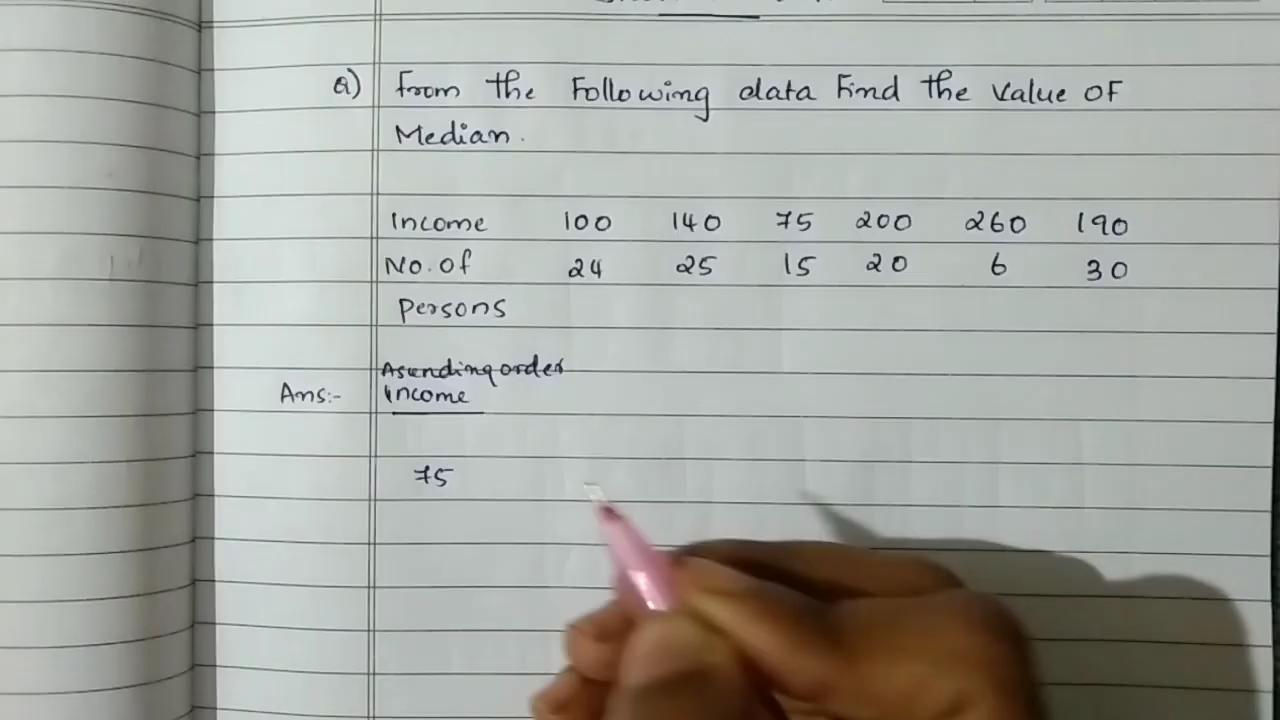 Q) From the Following data Find the Value OF
Median.
Income 100 140 75 200 260 190
No. of 24 25 15 20 6 30
Persons
Asending order
Ans:- Income
75